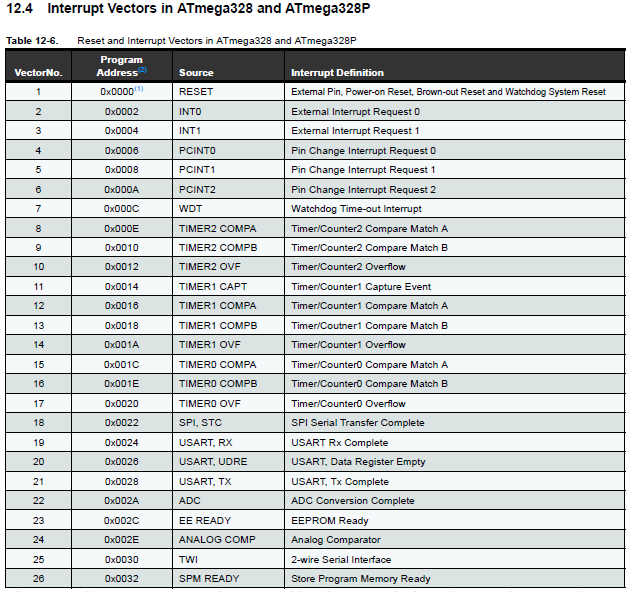 12.4 Interrupt Vectors in ATmega328 and ATmega328P
Table 12-6. Reset and Interrupt Vectors in ATmega328 and ATmega328P
VectorNo. Program Address(2) Source Interrupt Definition
1 0x0000(1) RESET External Pin, Power-on Reset, Brown-out Reset and Watchdog System Reset
2 0x0002 INT0 External Interrupt Request 0
3 0x0004 INT1 External Interrupt Request 1
4 0x0006 PCINT0 Pin Change Interrupt Request 0
5 0x0008 PCINT1 Pin Change Interrupt Request 1
6 0x000A PCINT2 Pin Change Interrupt Request 2
7 0x000C WDT Watchdog Time-out Interrupt
8 0x000E TIMER2 COMPA Timer/Counter2 Compare Match A
9 0x0010 TIMER2 COMPB Timer/Counter2 Compare Match B
10 0x0012 TIMER2 OVF Timer/Counter2 Overflow
11 0x0014 TIMER1 CAPT Timer/Counter1 Capture Event
12 0x0016 TIMER1 COMPA Timer/Counter1 Compare Match A
13 0x0018 TIMER1 COMPB Timer/Coutner1 Compare Match B
14 0x001A TIMER1 OVF Timer/Counter1 Overflow
15 0x001C TIMER0 COMPA Timer/Counter0 Compare Match A
16 0x001E TIMER0 COMPB Timer/Counter0 Compare Match B
17 0x0020 TIMER0 OVF Timer/Counter0 Overflow
18 0x0022 SPI, STC SPI Serial Transfer Complete
19 0x0024 USART, RX USART Rx Complete
20 0x0026 USART, UDRE USART, Data Register Empty
21 0x0028 USART, TX USART, Tx Complete
22 0x002A ADC ADC Conversion Complete
23 0x002C EE READY EEPROM Ready
24 0x002E ANALOG COMP Analog Comparator
25 0x0030 TWI 2-wire Serial Interface
26 0x0032 SPM READY Store Program Memory Ready